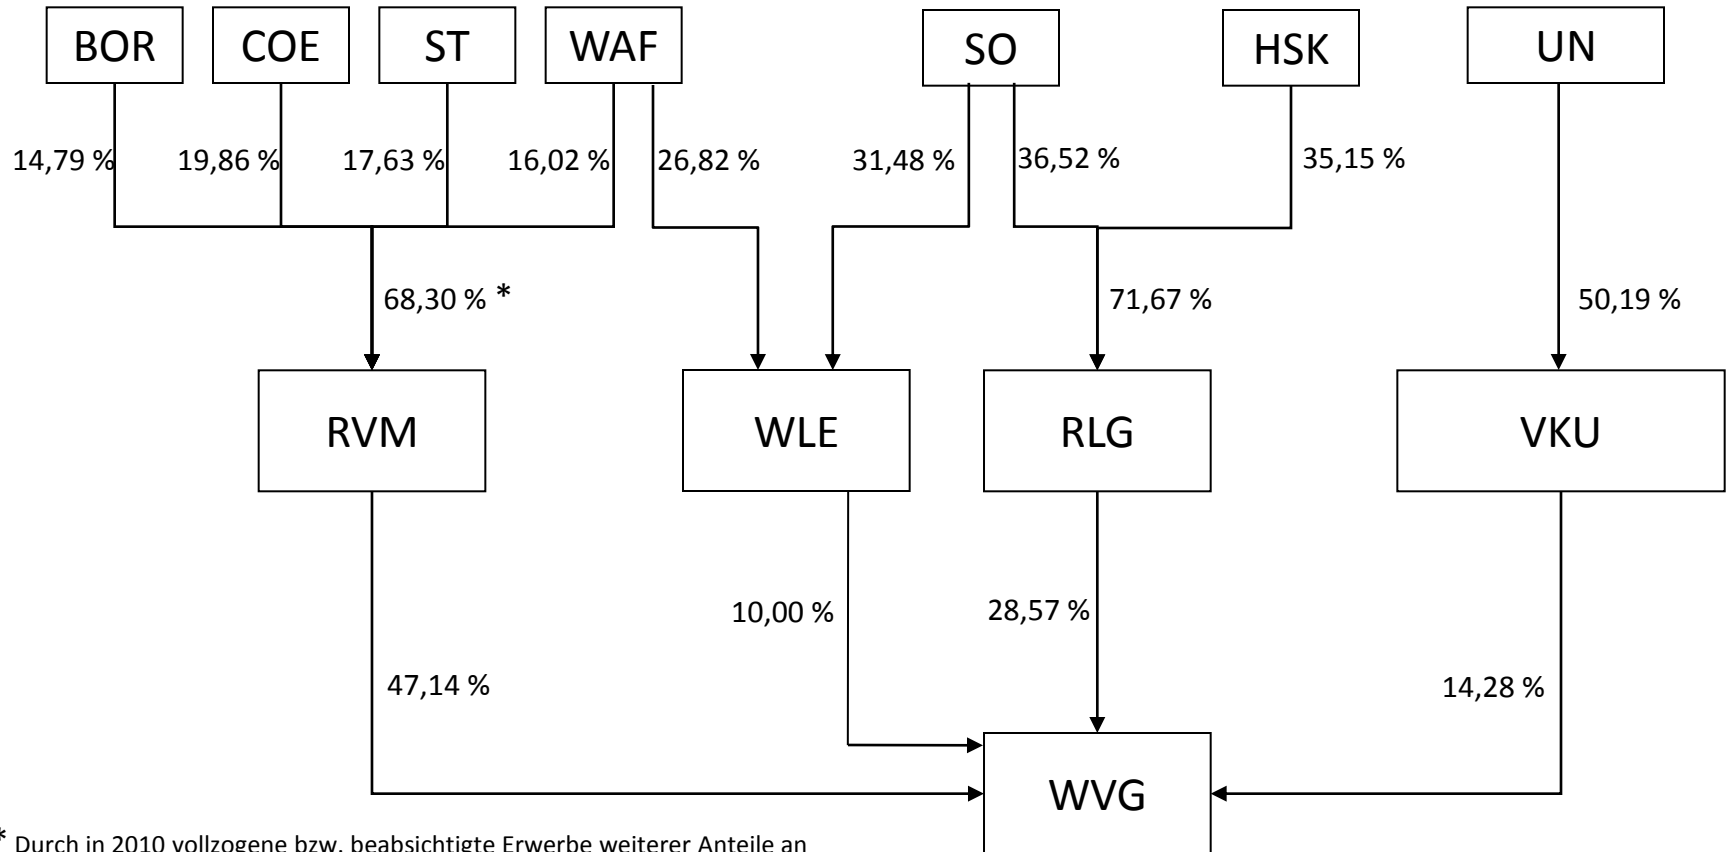 BOR COE ST WAF SO HSK UN
14,79 % 19,86 % 17,63 % 16,02 % 26,82 % 31,48 % 36,52 % 35,15 %
68,30 % * 71,67 % 50,19 %
RVM WLE RLG VKU
10,00 % 28,57 %
47,14 % 14,28 %
WVG
* Durch in 2010 vollzogene bzw. beabsichtigte Erwerbe weiterer Anteile an